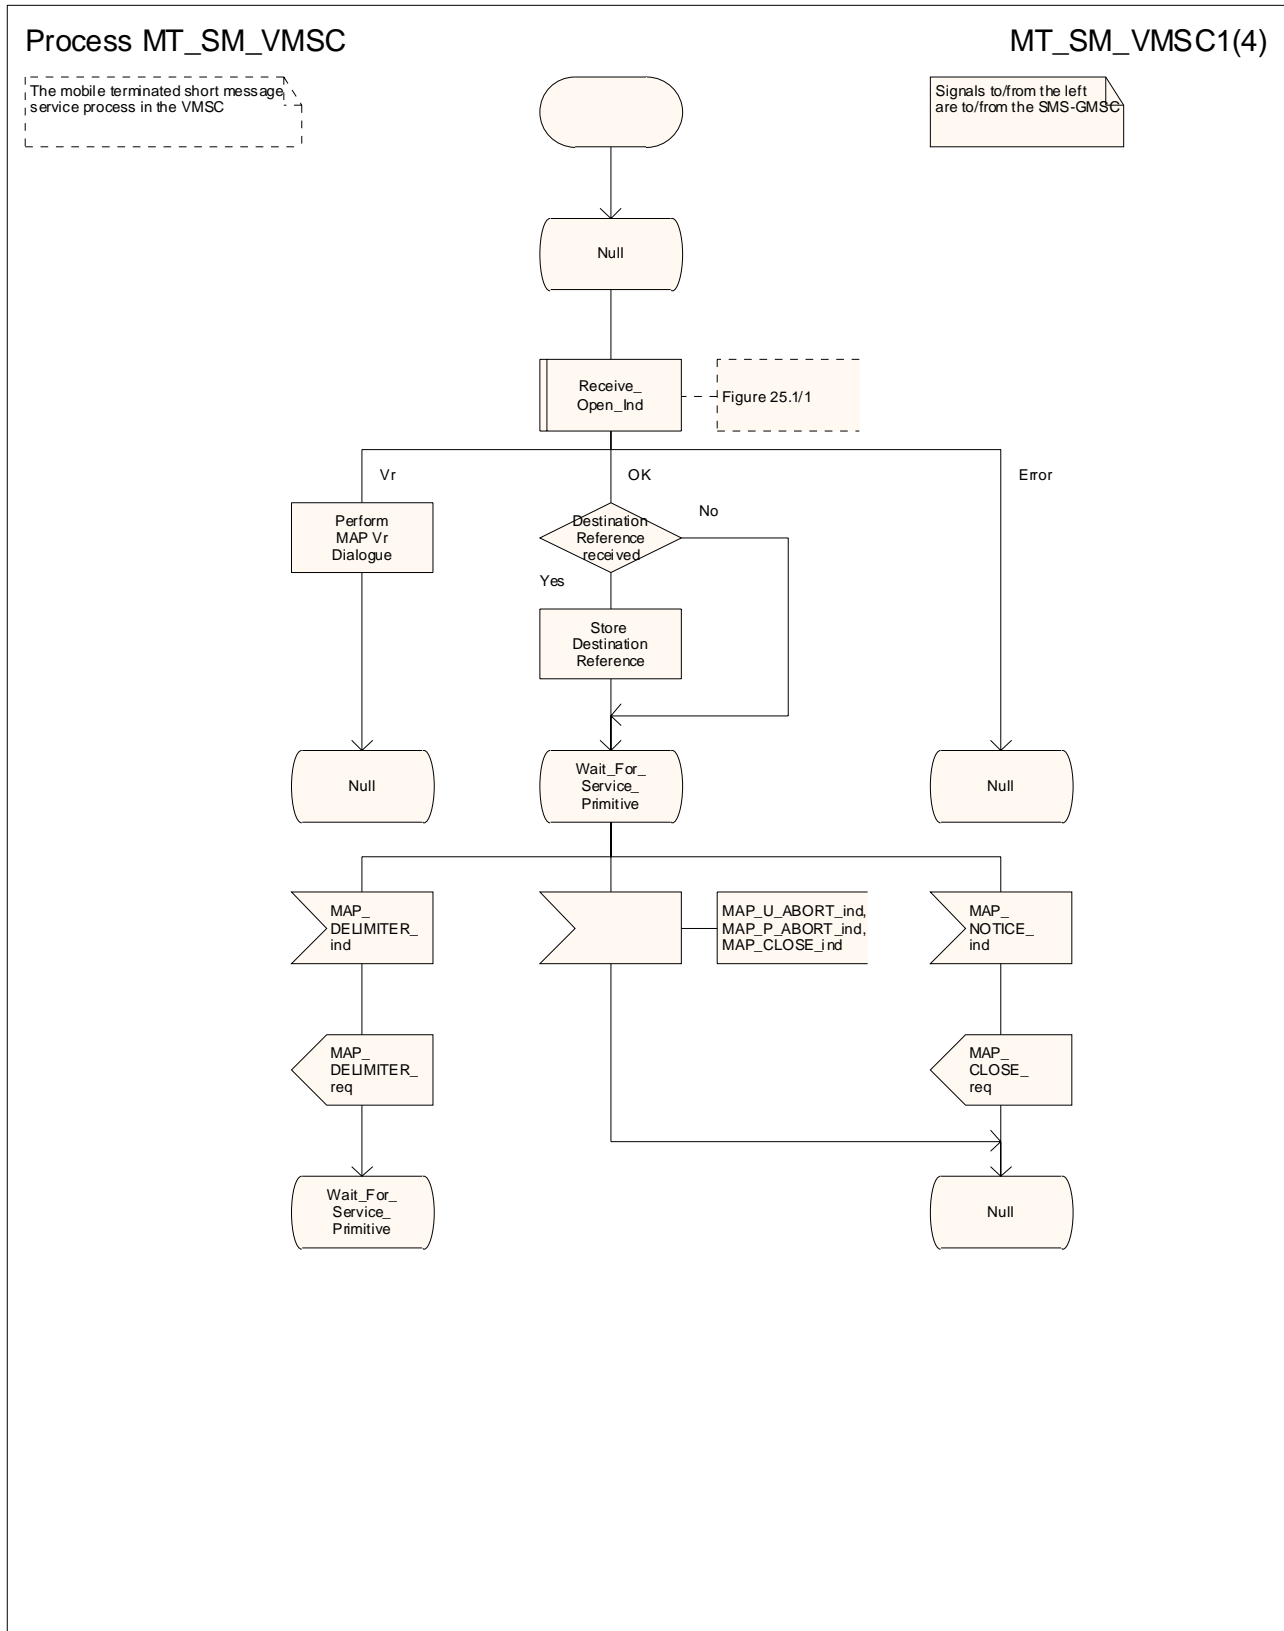 Process MT_SM_VMSC
MT_SM_VMSC1(4)
The mobile terminated short message
service process in the VMSC
Signals to/from the left
are to/from the SMS-GMSC
Null
Receive_
Open_Ind
Figure 25.1/1
Vr
OK
Error
Perform
MAP Vr
Dialogue
Destination
Reference
received
No
Yes
Store
Destination
Reference
Null
Wait_For_
Service_
Primitive
Null
MAP_
DELIMITER_
ind
MAP_U_ABORT_ind,
MAP_P_ABORT_ind,
MAP_CLOSE_ind
MAP_
NOTICE_
ind
MAP_
DELIMITER_
req
MAP_
CLOSE_
req
Wait_For_
Service_
Primitive
Null